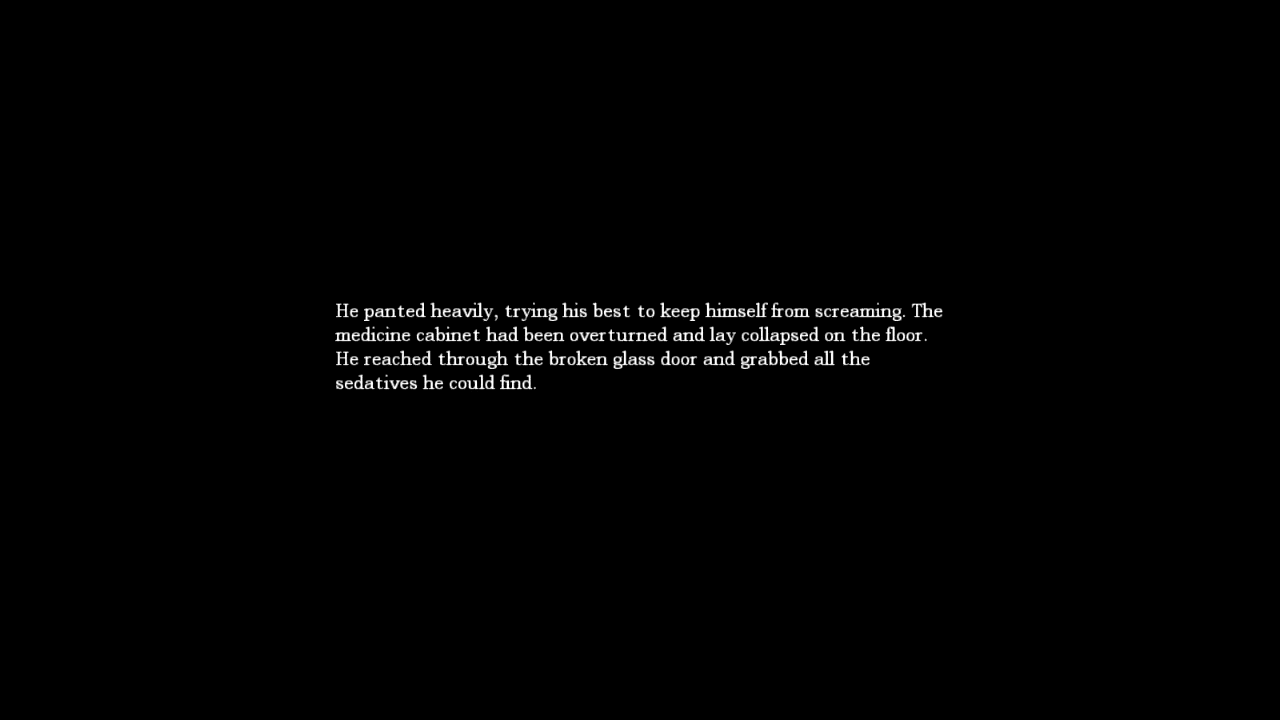 He panted heavily, trying his best to keep himself from screaming. The
medicine cabinet had been overturned and lay collapsed on the floor.
He reached through the broken glass door and grabbed all the
sedatives he could find.